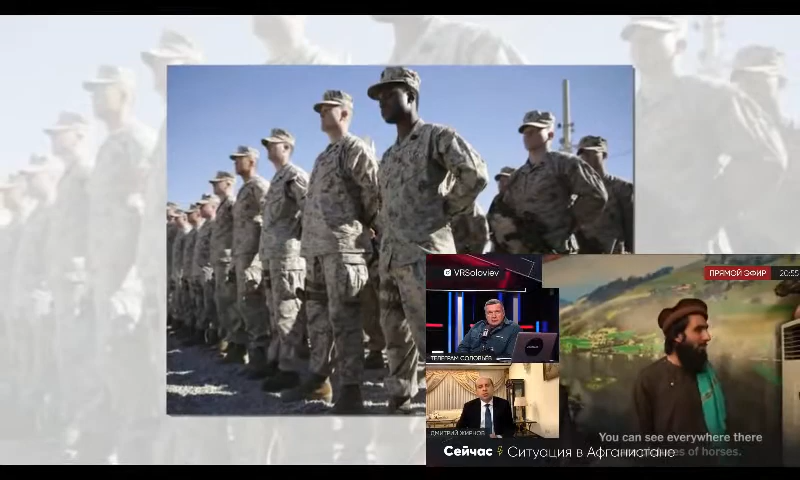 VRSoloviev
ПРЯМОЙ ЭФИР 20:55
ТЕЛЕГРАМ СОЛОВЬЁВ
ДМИТРИЙ ЖИРНОВ
You can see everywhere there
of horses.
Сейчас Ситуация в Афганистане